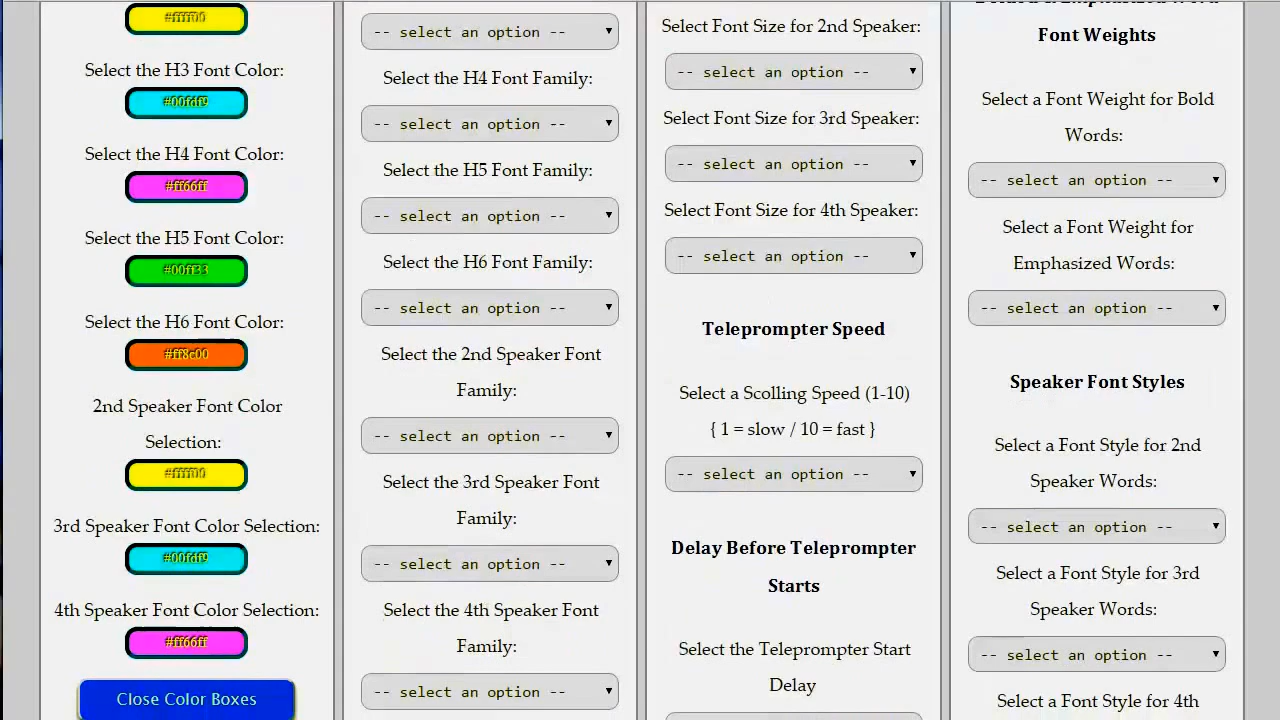 #ffff00
Select the H3 Font Color:
#00fdf9
Select the H4 Font Color:
#ff66ff
Select the H5 Font Color:
#00ff33
Select the H6 Font Color:
#ff8c00
2nd Speaker Font Color
Selection:
#ffff00
3rd Speaker Font Color Selection:
#00fdf9
4th Speaker Font Color Selection:
#ff66ff
Close Color Boxes
-- select an option --
Select the H4 Font Family:
-- select an option --
Select the H5 Font Family:
-- select an option --
Select the H6 Font Family:
-- select an option --
Select the 2nd Speaker Font
Family:
-- select an option --
Select the 3rd Speaker Font
Family:
-- select an option --
Select the 4th Speaker Font
Family:
-- select an option --
Select Font Size for 2nd Speaker:
-- select an option --
Select Font Size for 3rd Speaker:
-- select an option --
Select Font Size for 4th Speaker:
-- select an option --
Teleprompter Speed
Select a Scolling Speed (1-10)
{ 1 = slow / 10 = fast }
-- select an option --
Delay Before Teleprompter
Starts
Select the Teleprompter Start
Delay
Font Weights
Select a Font Weight for Bold
Words:
-- select an option --
Select a Font Weight for
Emphasized Words:
-- select an option --
Speaker Font Styles
Select a Font Style for 2nd
Speaker Words:
-- select an option --
Select a Font Style for 3rd
Speaker Words:
-- select an option --
Select a Font Style for 4th